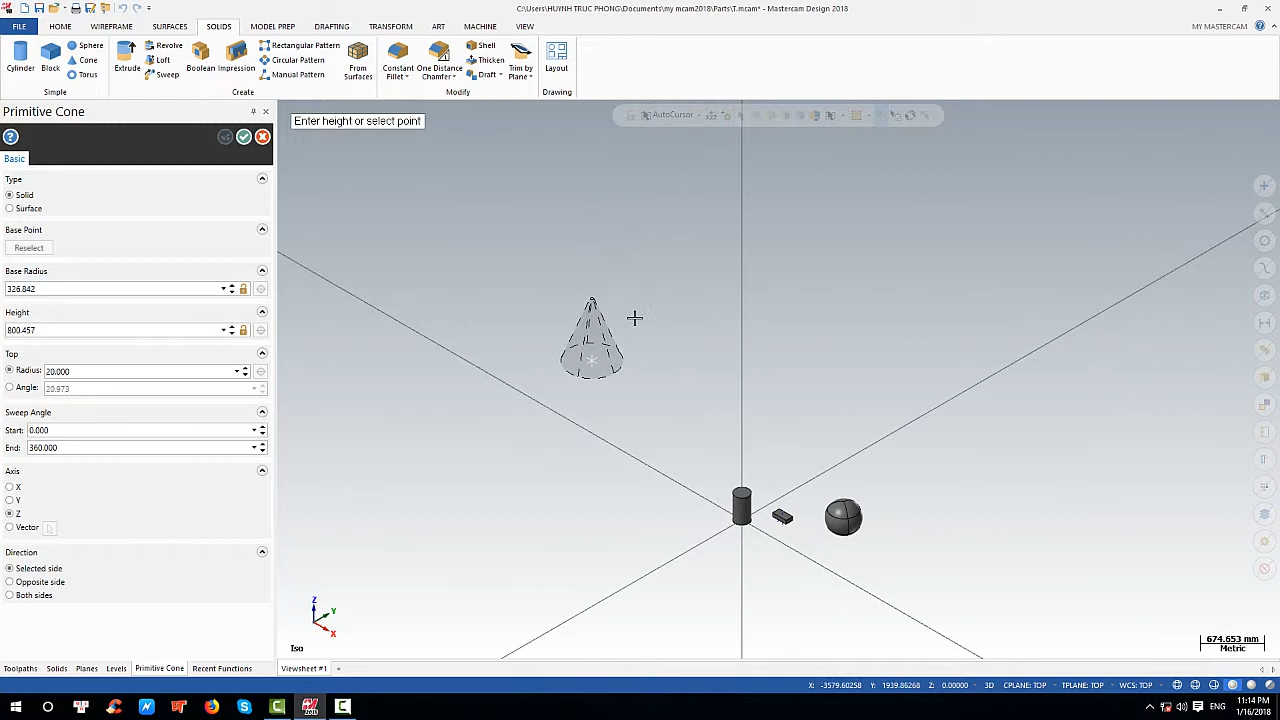 C:\Users\HUYNH TRUC PHONG\Documents\my mcam2018\Parts\T.mcam* - Mastercam Design 2018
FILE HOME WIREFRAME SURFACES SOLIDS MODEL PREP DRAFTING TRANSFORM ART MACHINE VIEW MY MASTERCAM
Cylinder Block Sphere Cone Torus
Simple
Extrude Revolve Loft Sweep Boolean Impression Rectangular Pattern Circular Pattern Manual Pattern From Surfaces
Create
Constant Fillet One Distance Chamfer Shell Thicken Draft Trim by Plane
Modify
Layout
Drawing
Primitive Cone
Basic
Type
Solid
Surface
Base Point
Reselect
Base Radius
326.842
Height
800.457
Top
Radius: 20.000
Angle: 20.973
Sweep Angle
Start: 0.000
End: 360.000
Axis
X
Y
Z
Vector
Direction
Selected side
Opposite side
Both sides
Toolpaths Solids Planes Levels Primitive Cone Recent Functions
Enter height or select point
AutoCursor
Z
Y
X
Iso
674.653 mm
Metric
Viewsheet #1 +
X: -3579.60258 Y: 1939.86268 Z: 0.00000 3D CPLANE: TOP TPLANE: TOP WCS: TOP
ENG
11:14 PM
1/16/2018